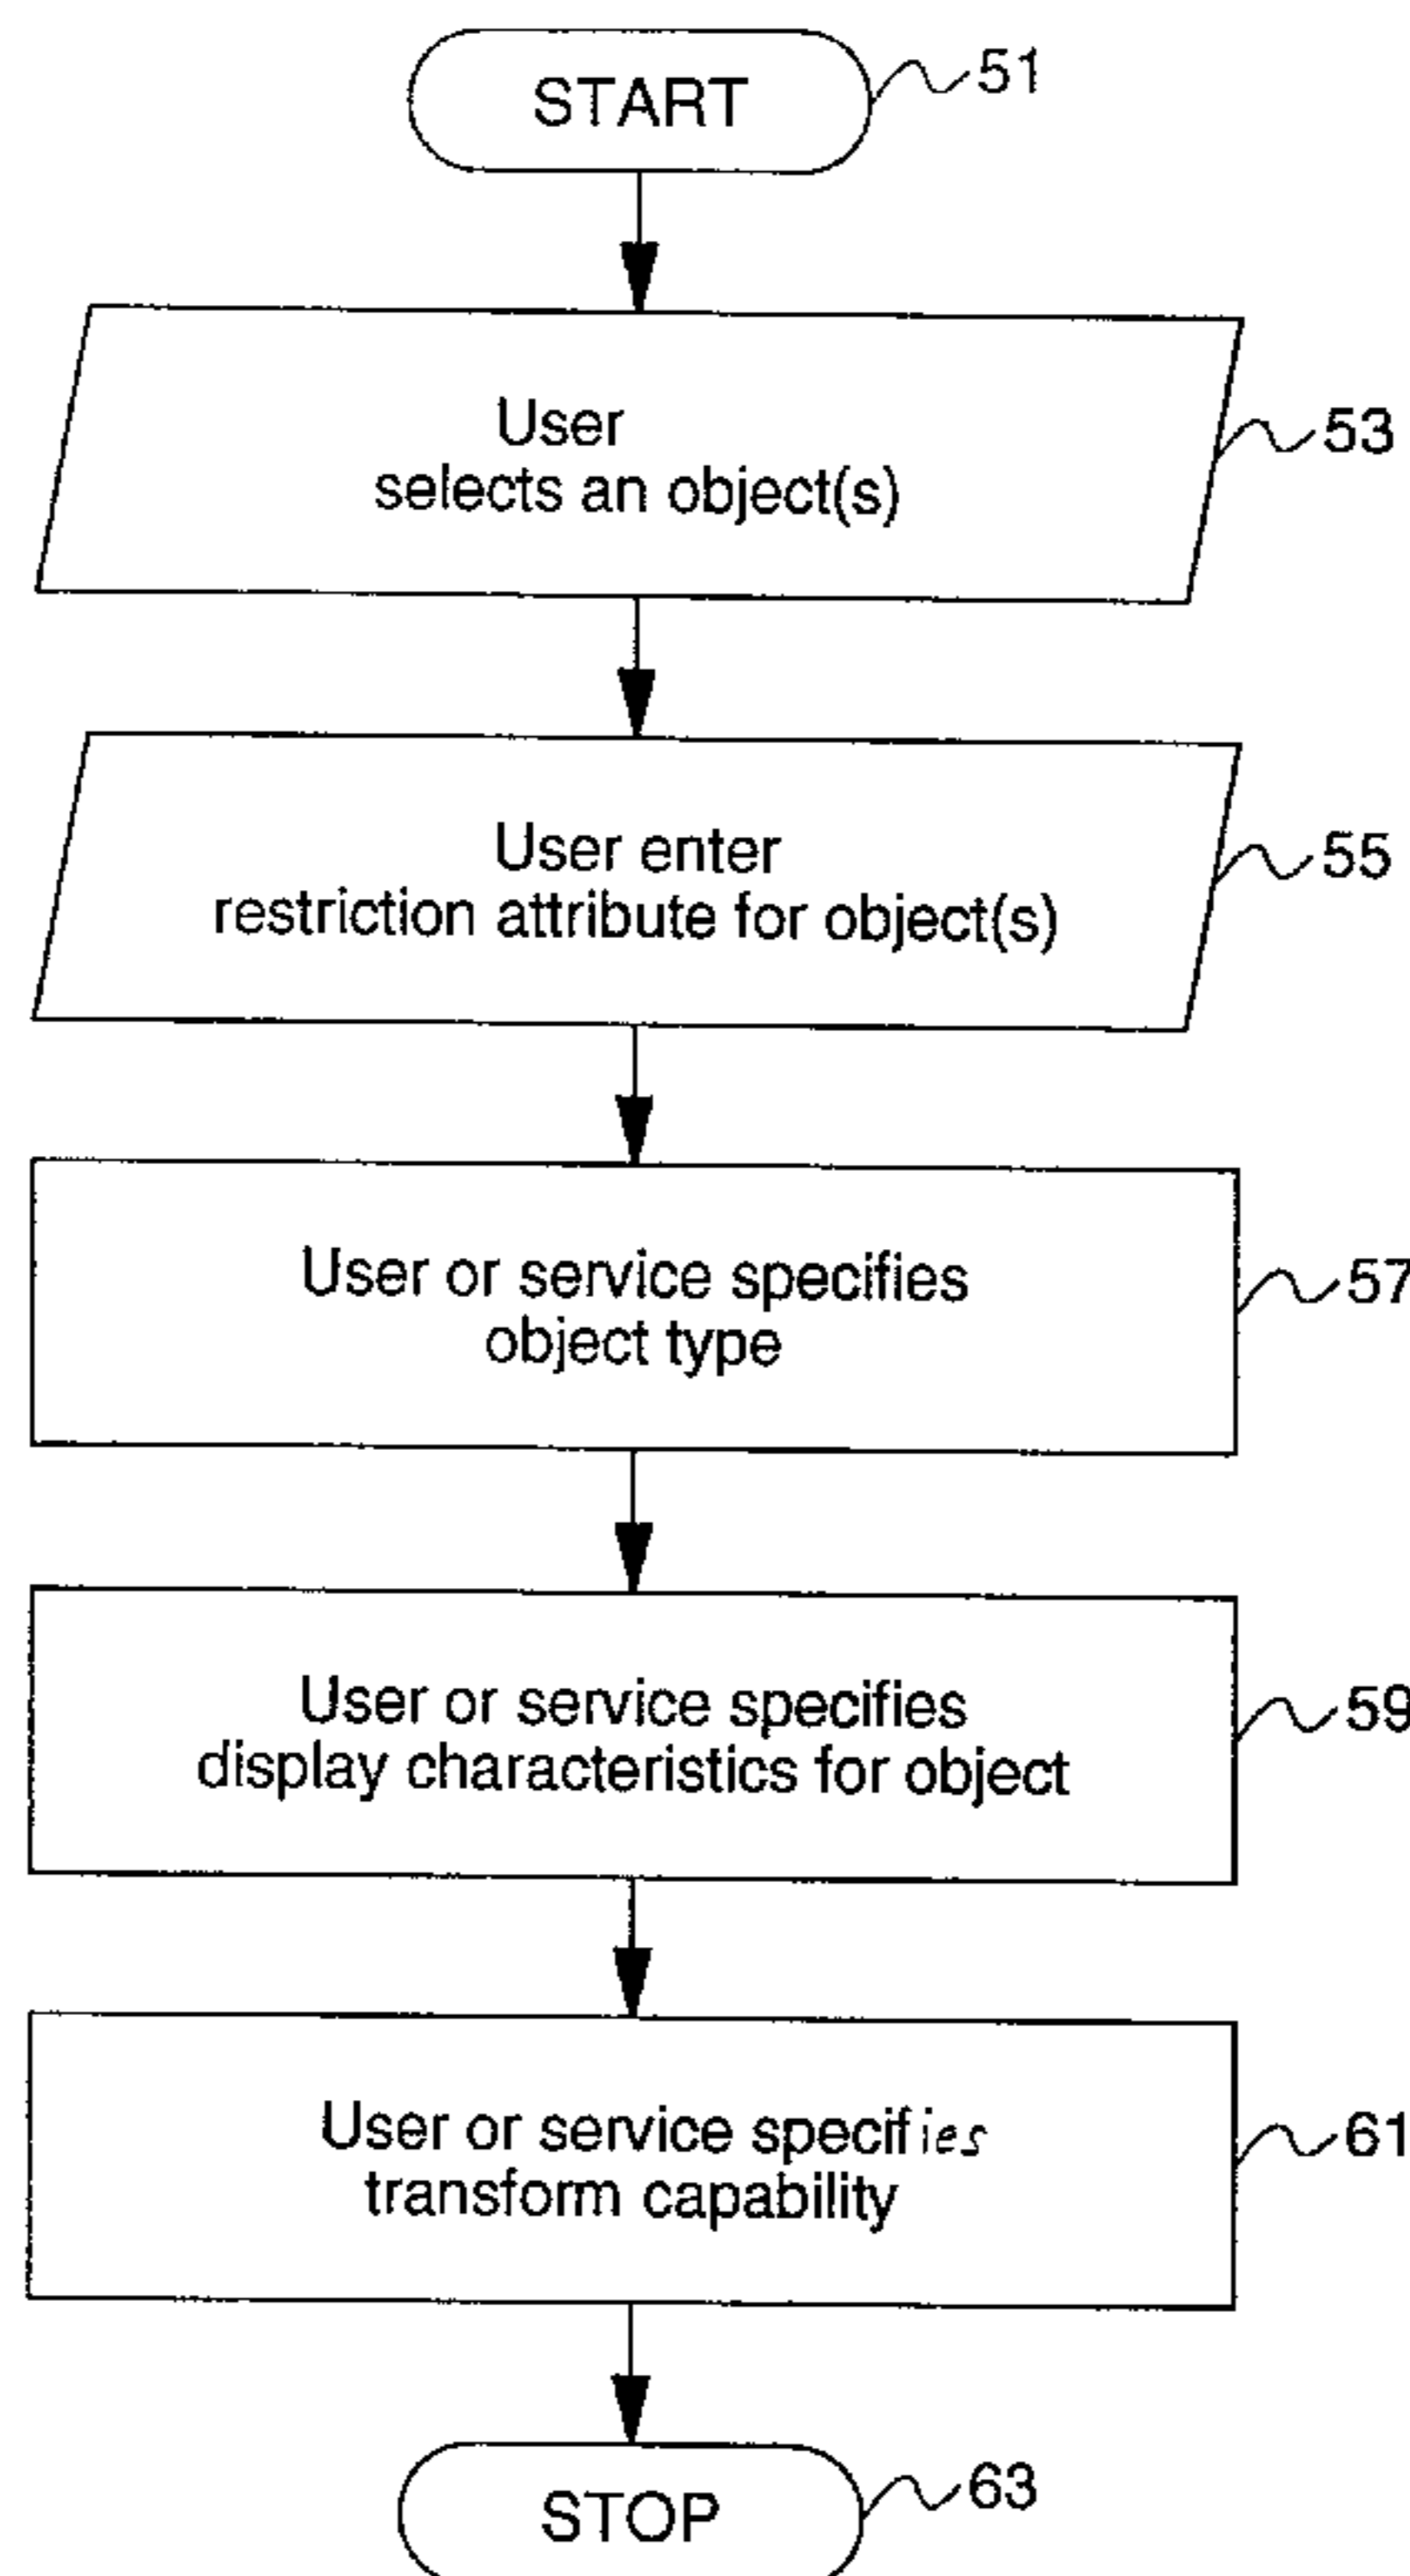 START
51
User
selects an object(s)
53
User enter
restriction attribute for object(s)
55
User or service specifies
object type
57
User or service specifies
display characteristics for object
59
User or service specifies
transform capability
61
STOP
63